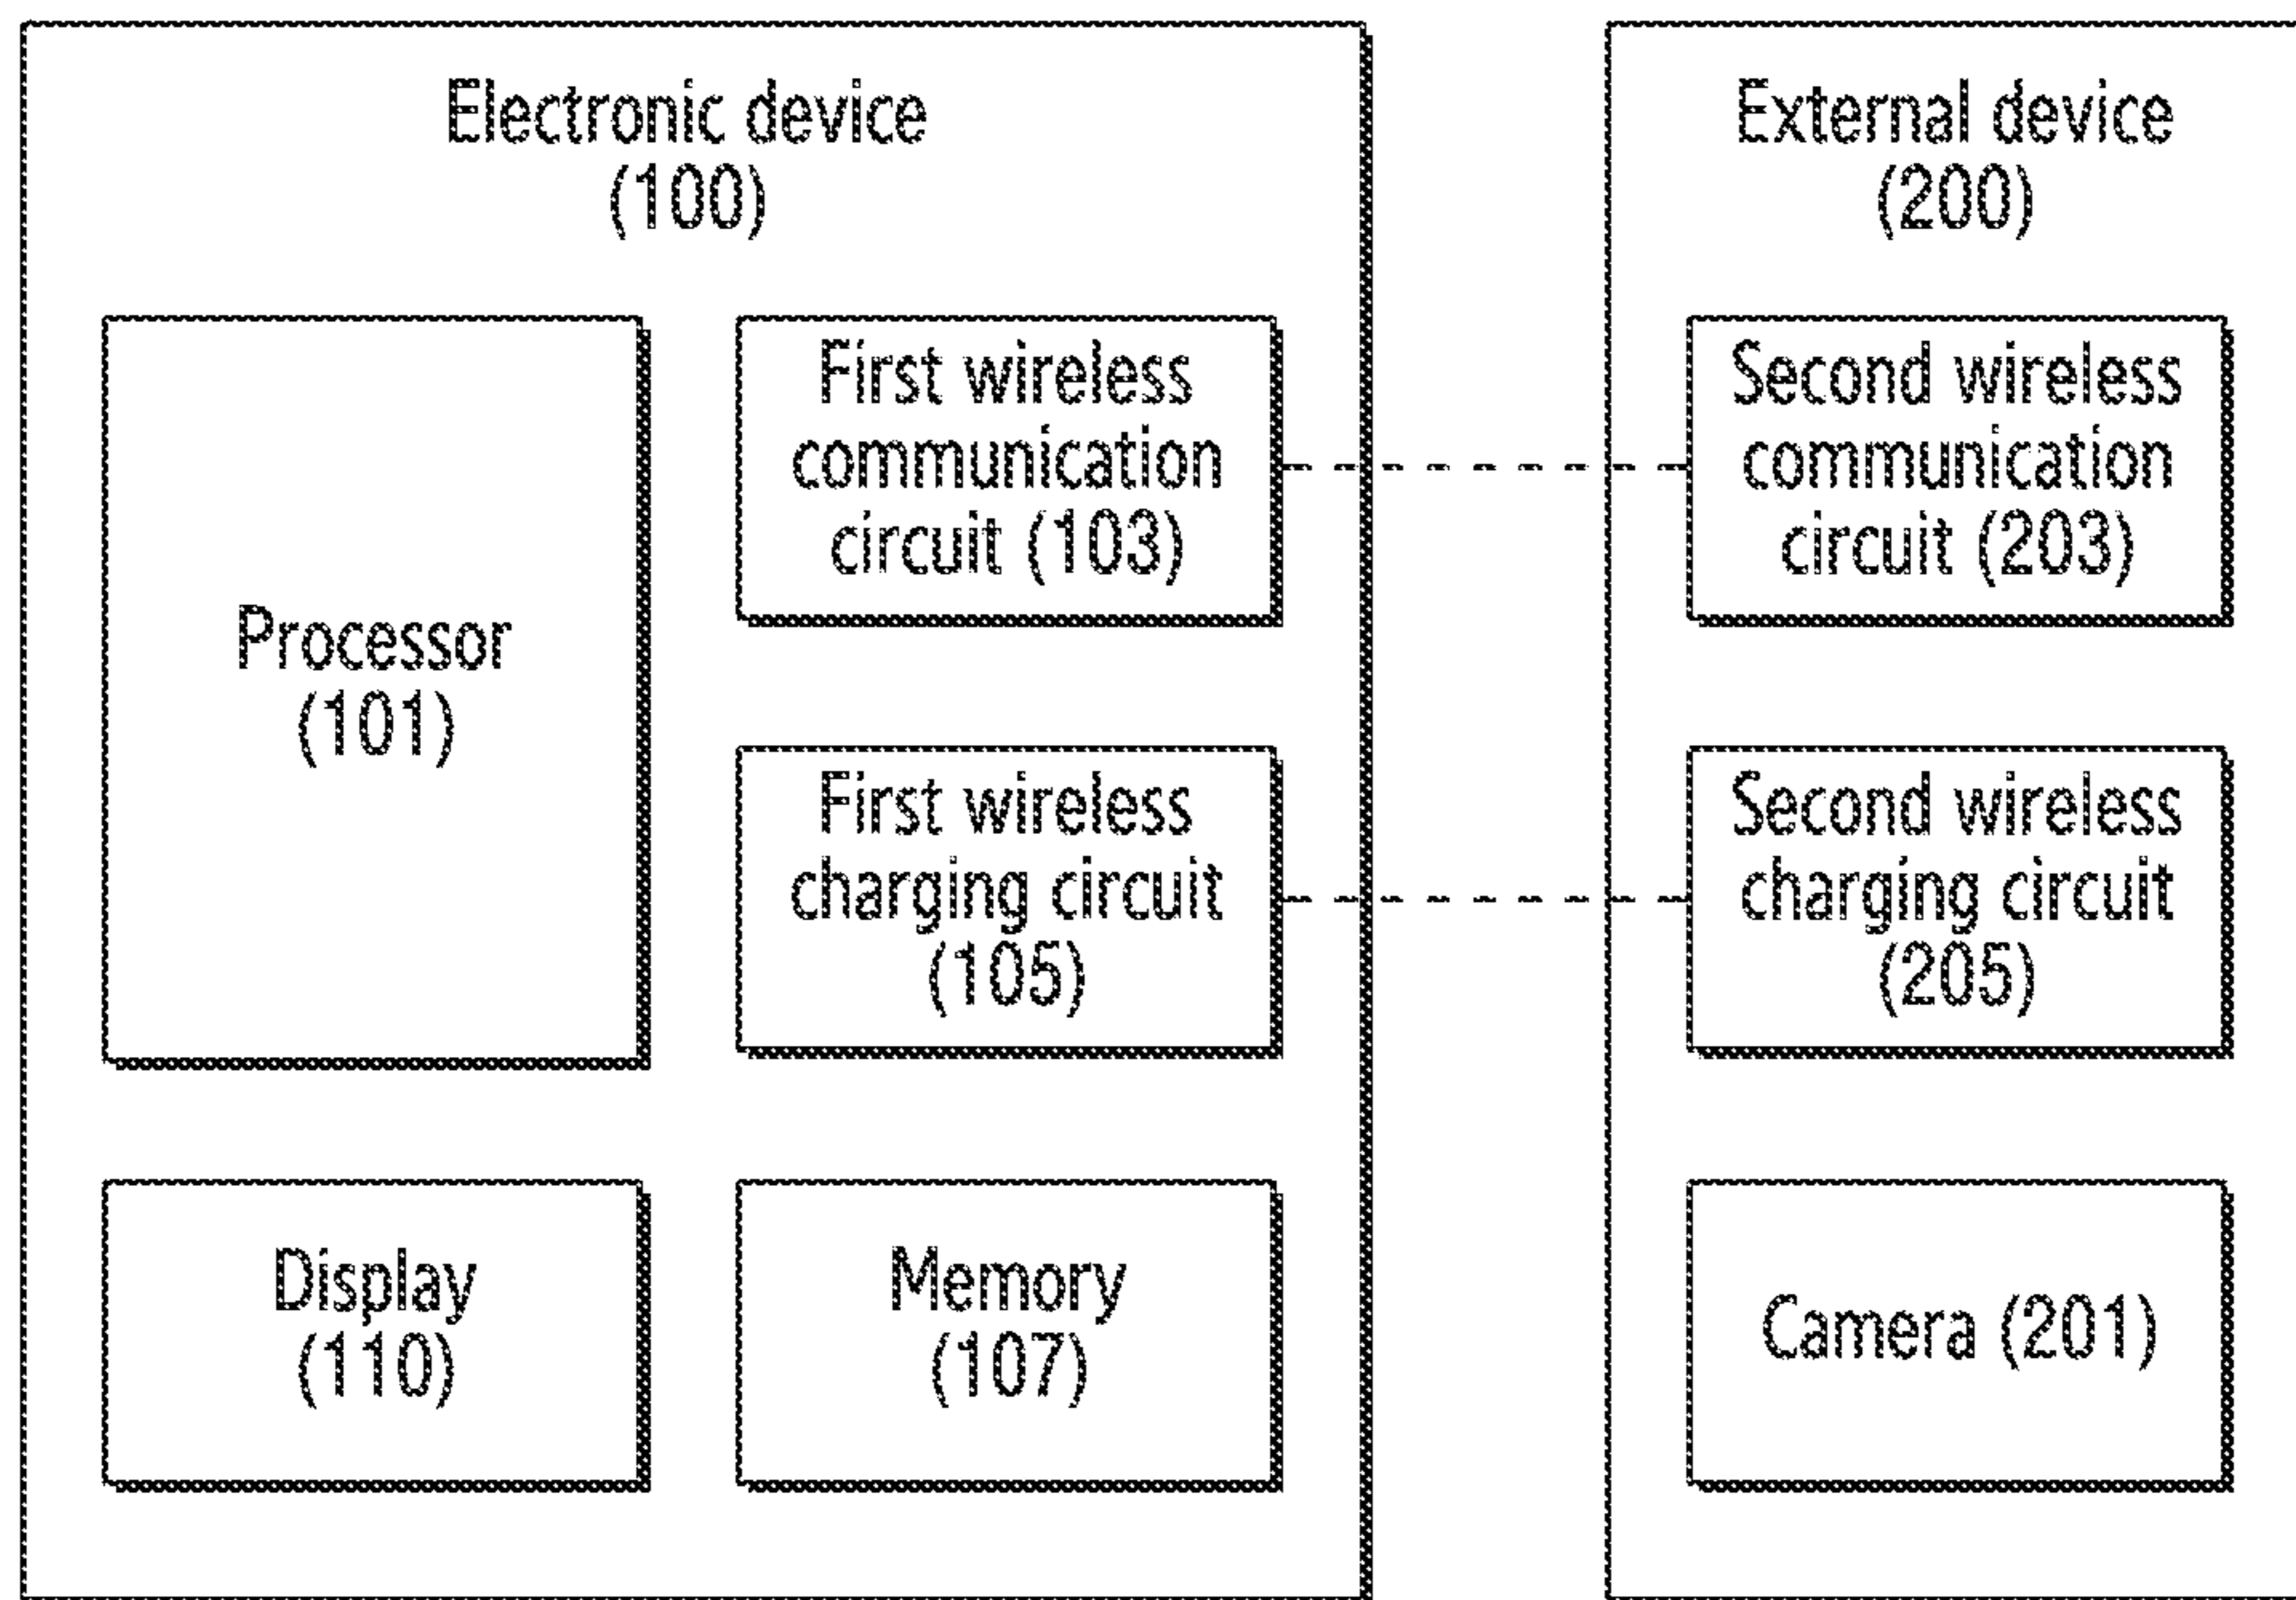 Electronic device
(100)
Processor
(101)
First wireless
communication
circuit (103)
First wireless
charging circuit
(105)
Display
(110)
Memory
(107)
External device
(200)
Second wireless
communication
circuit (203)
Second wireless
charging circuit
(205)
Camera (201)